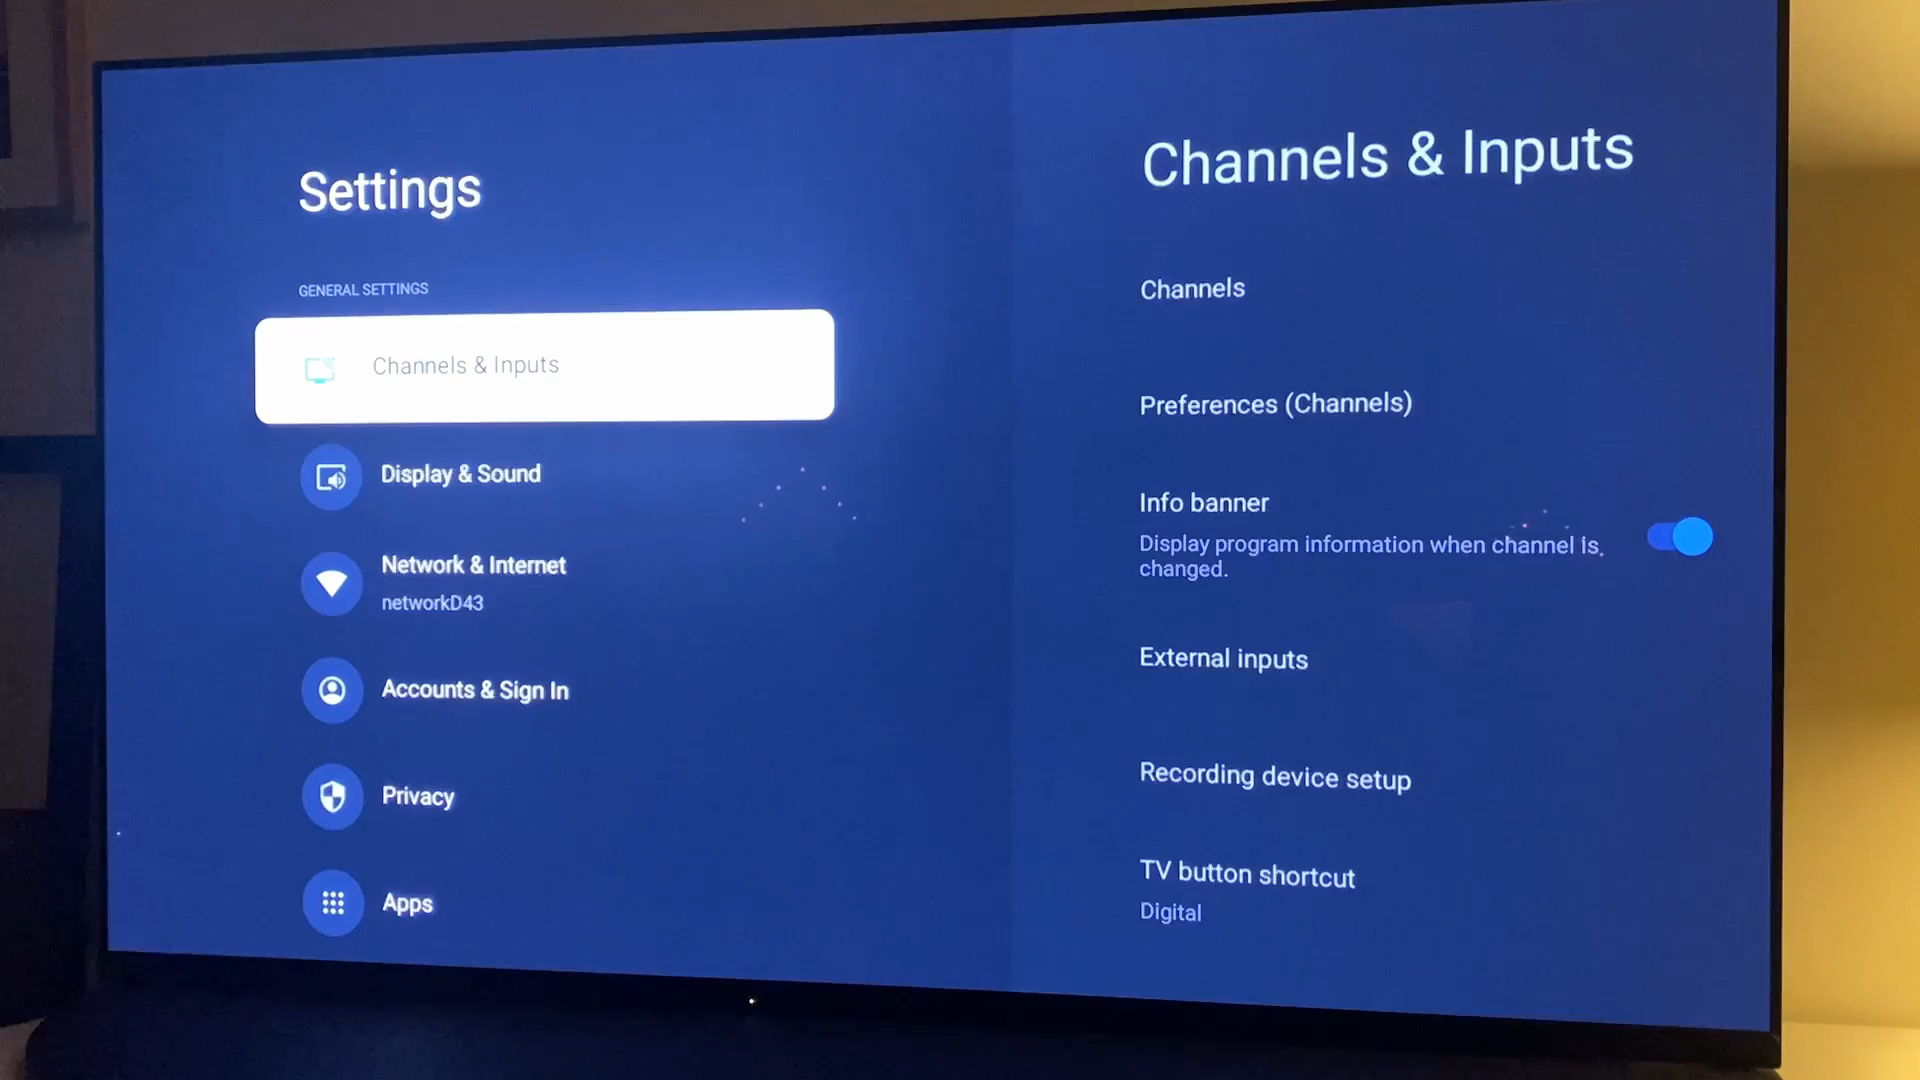 Settings
GENERAL SETTINGS
Channels & Inputs
Display & Sound
Network & Internet
networkD43
Accounts & Sign In
Privacy
Apps
Channels & Inputs
Channels
Preferences (Channels)
Info banner
Display program information when channel is.
changed.
External inputs
Recording device setup
TV button shortcut
Digital